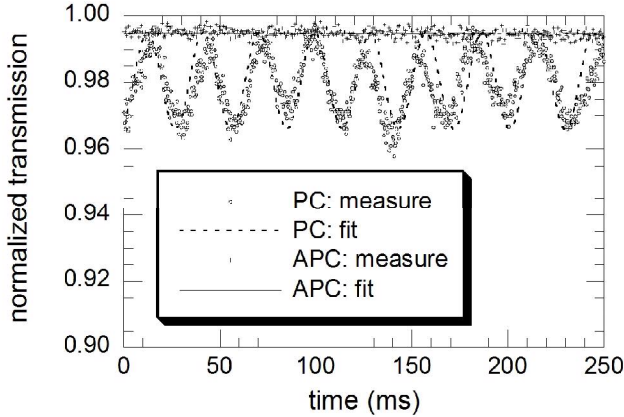 normalized transmission
1.00
0.98
0.96
0.94
0.92
0.90
PC: measure
PC: fit
APC: measure
APC: fit
0 50 100 150 200 250
time (ms)